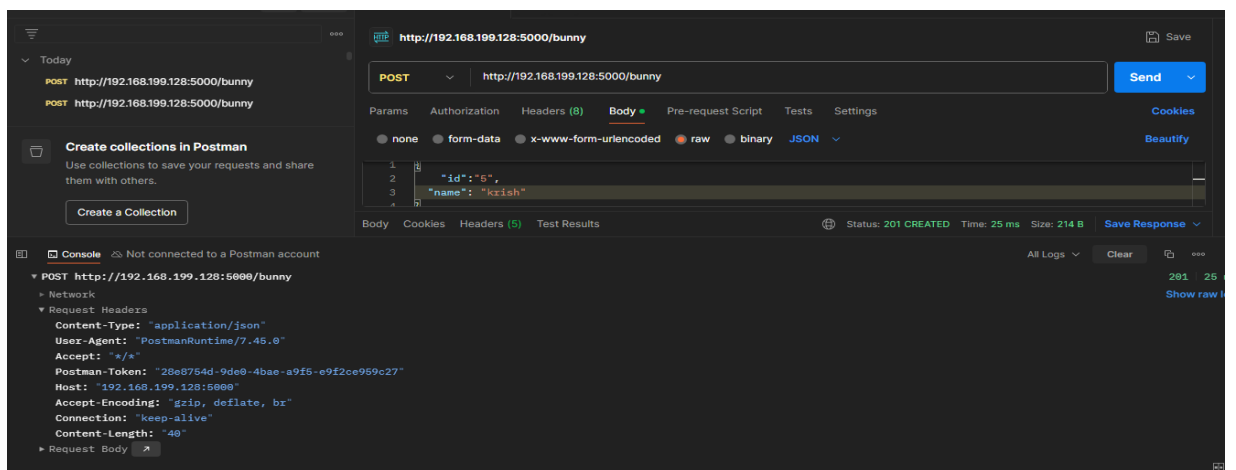 http://192.168.199.128:5000/bunny
Save
Today
POST http://192.168.199.128:5000/bunny
POST http://192.168.199.128:5000/bunny
Create collections in Postman
Use collections to save your requests and share
them with others.
Create a Collection
POST http://192.168.199.128:5000/bunny Send
Params Authorization Headers (8) Body Pre-request Script Tests Settings Cookies
none form-data x-www-form-urlencoded raw binary JSON Beautify
1 {
2 "id":"5",
3 "name": "krish"
4 }
Body Cookies Headers (5) Test Results Status: 201 CREATED Time: 25 ms Size: 214 B Save Response
Console Not connected to a Postman account All Logs Clear
POST http://192.168.199.128:5000/bunny 201 25
Network Show raw l
Request Headers
Content-Type: "application/json"
User-Agent: "PostmanRuntime/7.45.0"
Accept: "*/*"
Postman-Token: "28e8754d-9de0-4bae-a9f5-e9f2ce959c27"
Host: "192.168.199.128:5000"
Accept-Encoding: "gzip, deflate, br"
Connection: "keep-alive"
Content-Length: "40"
Request Body